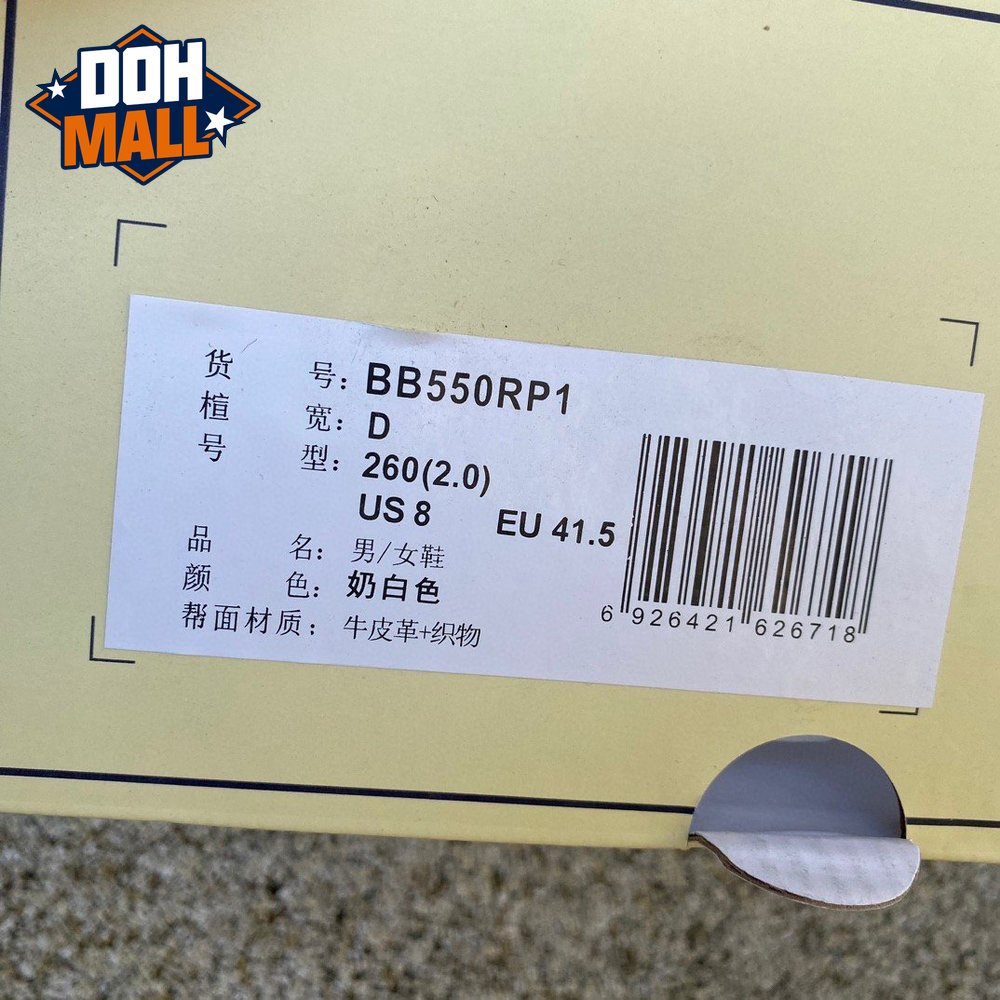 DOH
MALL
货 号: BB550RP1
楦 宽: D
号 型: 260(2.0)
US 8 EU 41.5
品 名: 男/女鞋
颜 色: 奶白色
帮面材质: 牛皮革+织物
6 926421 626718